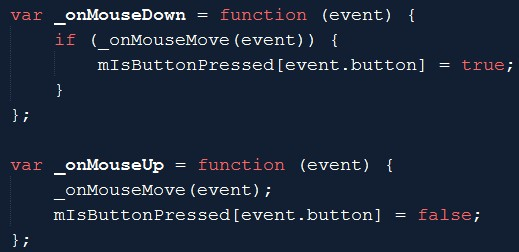 var _onMouseDown = function (event) {
    if (_onMouseMove(event)) {
        mIsButtonPressed[event.button] = true;
    }
};

var _onMouseUp = function (event) {
    _onMouseMove(event);
    mIsButtonPressed[event.button] = false;
};